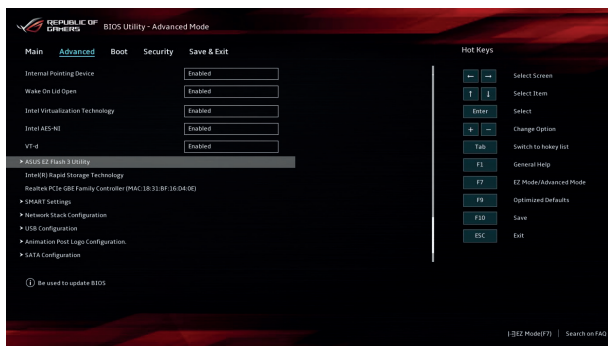 REPUBLIC OF GAMERS
BIOS Utility - Advanced Mode
Main Advanced Boot Security Save & Exit
Hot Keys
Internal Pointing Device Enabled
Wake On Lid Open Enabled
Intel Virtualization Technology Enabled
Intel AES-NI Enabled
VT-d Enabled
> ASUS EZ Flash 3 Utility
Intel(R) Rapid Storage Technology
Realtek PCIe GBE Family Controller (MAC:18:31:BF:16:D4:0E)
> SMART Settings
> Network Stack Configuration
> USB Configuration
> Animation Post Logo Configuration.
> SATA Configuration
← → Select Screen
↑ ↓ Select Item
Enter Select
+ - Change Option
Tab Switch to hokey list
F1 General Help
F7 EZ Mode/Advanced Mode
F9 Optimized Defaults
F10 Save
ESC Exit
i Be used to update BIOS
EZ Mode(F7) | Search on FAQ